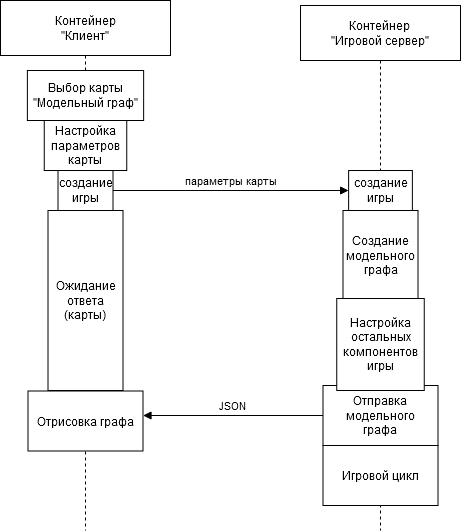 Контейнер
"Клиент"
Контейнер
"Игровой сервер"
Выбор карты
"Модельный граф"
Настройка
параметров
карты
создание
игры
параметры карты
создание
игры
Создание
модельного
графа
Ожидание
ответа
(карты)
Настройка
остальных
компонентов
игры
Отрисовка графа
JSON
Отправка
модельного
графа
Игровой цикл